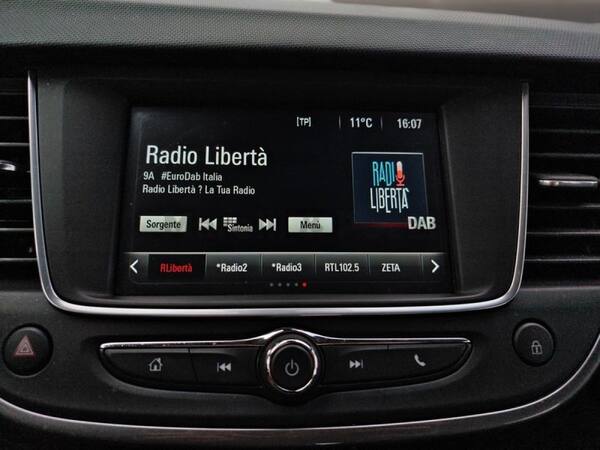 [TP] 11°C 16:07
Radio Libertà
9A #EuroDab Italia
Radio Libertà ? La Tua Radio
RADI
LIBERTÀ
DAB
Sorgente Sintonia Menù
RLibertà *Radio2 *Radio3 RTL102.5 ZETA